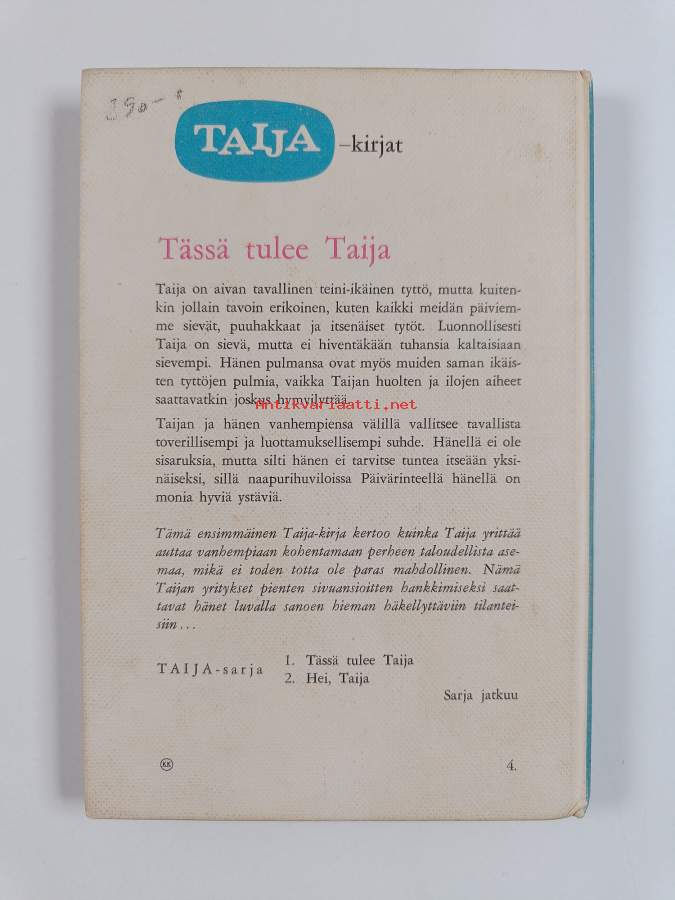 390-
TAIJA -kirjat
Tässä tulee Taija
Taija on aivan tavallinen teini-ikäinen tyttö, mutta kuiten-
kin jollain tavoin erikoinen, kuten kaikki meidän päiviem-
me sievät, puuhakkaat ja itsenäiset tytöt. Luonnollisesti
Taija on sievä, mutta ei hiventäkään tuhansia kaltaisiaan
sievempi. Hänen pulmansa ovat myös muiden saman ikäis-
ten tyttöjen pulmia, vaikka Taijan huolten ja ilojen aiheet
saattavatkin joskus hymyilyttää.
Antikvariaatti.net
Taijan ja hänen vanhempiensa välillä vallitsee tavallista
toverillisempi ja luottamuksellisempi suhde. Hänellä ei ole
sisaruksia, mutta silti hänen ei tarvitse tuntea itseään yksi-
näiseksi, sillä naapurihuviloissa Päivärinteellä hänellä on
monia hyviä ystäviä.
Tämä ensimmäinen Taija-kirja kertoo kuinka Taija yrittää
auttaa vanhempiaan kohentamaan perheen taloudellista ase-
maa, mikä ei toden totta ole paras mahdollinen. Nämä
Taijan yritykset pienten sivuansioitten hankkimiseksi saat-
tavat hänet luvalla sanoen hieman häkellyttäviin tilantei-
siin...
TAIJA-sarja
1. Tässä tulee Taija
2. Hei, Taija
Sarja jatkuu
KK
4.